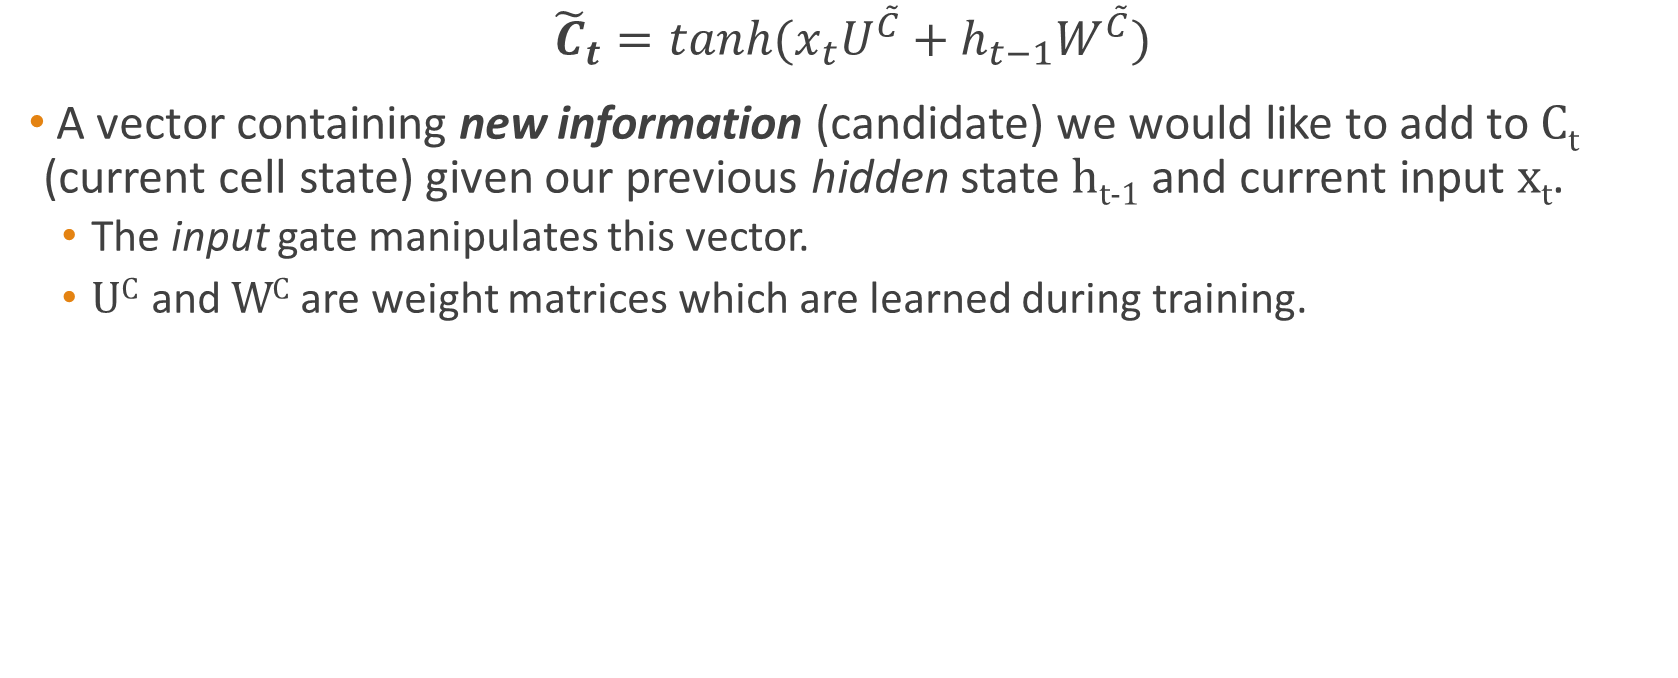 C̃ₜ = tanh(xₜU^C̃ + hₜ₋₁W^C̃)
• A vector containing new information (candidate) we would like to add to Cₜ
(current cell state) given our previous hidden state hₜ₋₁ and current input xₜ.
• The input gate manipulates this vector.
• U^C and W^C are weight matrices which are learned during training.